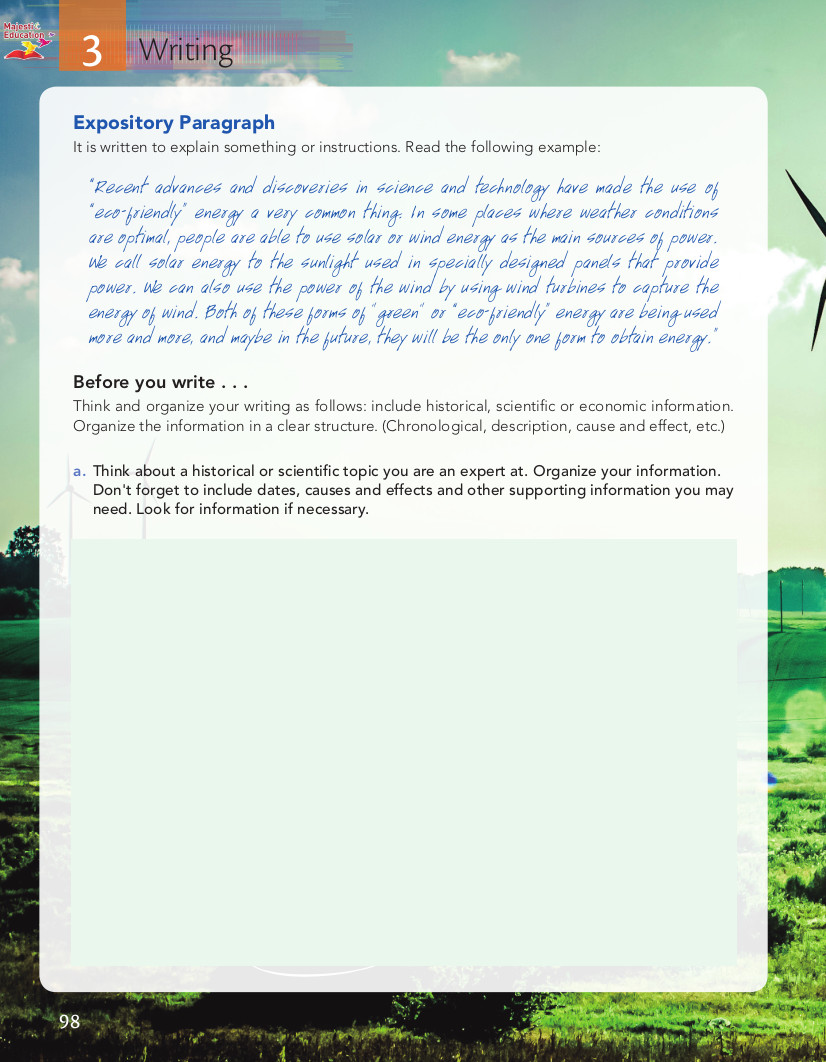 Majestic
Education
3 Writing
Expository Paragraph
It is written to explain something or instructions. Read the following example:
"Recent advances and discoveries in science and technology have made the use of
"eco-friendly" energy a very common thing. In some places where weather conditions
are optimal, people are able to use solar or wind energy as the main sources of power.
We call solar energy to the sunlight used in specially designed panels that provide
power. We can also use the power of the wind by using wind turbines to capture the
energy of wind. Both of these forms of "green" or "eco-friendly" energy are being used
more and more, and maybe in the future, they will be the only one form to obtain energy."
Before you write . . .
Think and organize your writing as follows: include historical, scientific or economic information.
Organize the information in a clear structure. (Chronological, description, cause and effect, etc.)
a. Think about a historical or scientific topic you are an expert at. Organize your information.
Don't forget to include dates, causes and effects and other supporting information you may
need. Look for information if necessary.
98